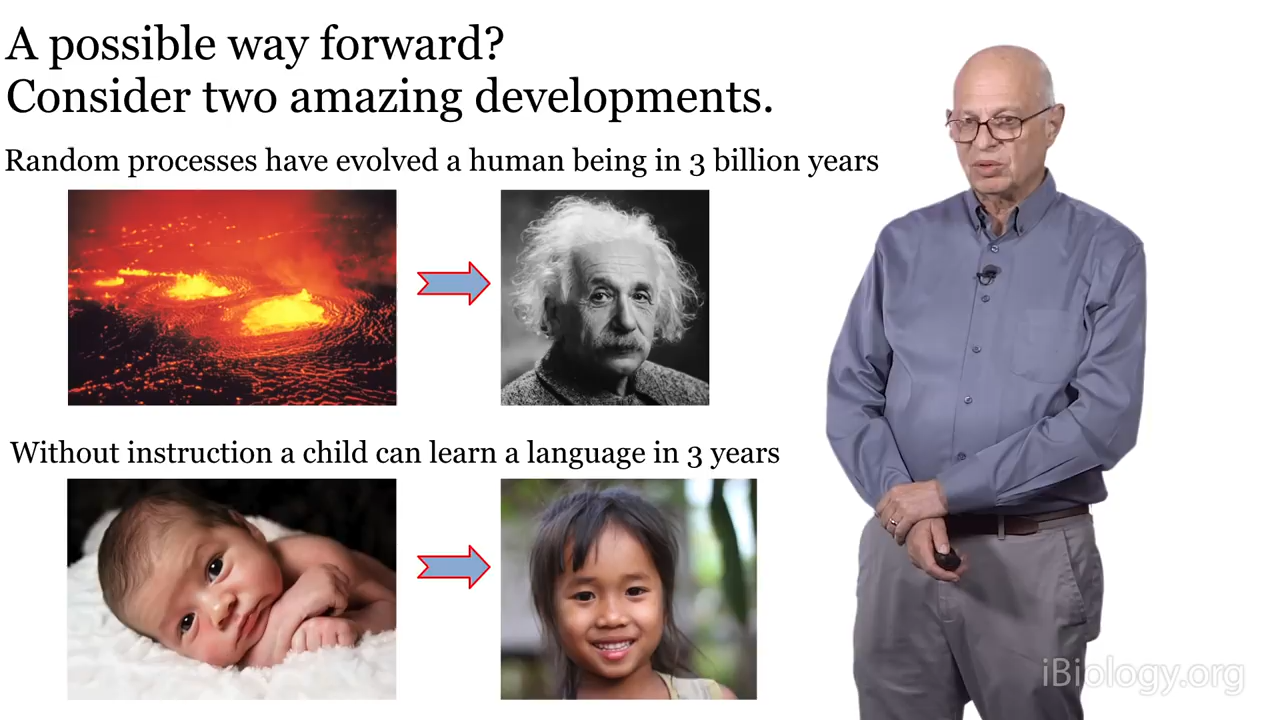 A possible way forward?
Consider two amazing developments.
Random processes have evolved a human being in 3 billion years
Without instruction a child can learn a language in 3 years
iBiology.org